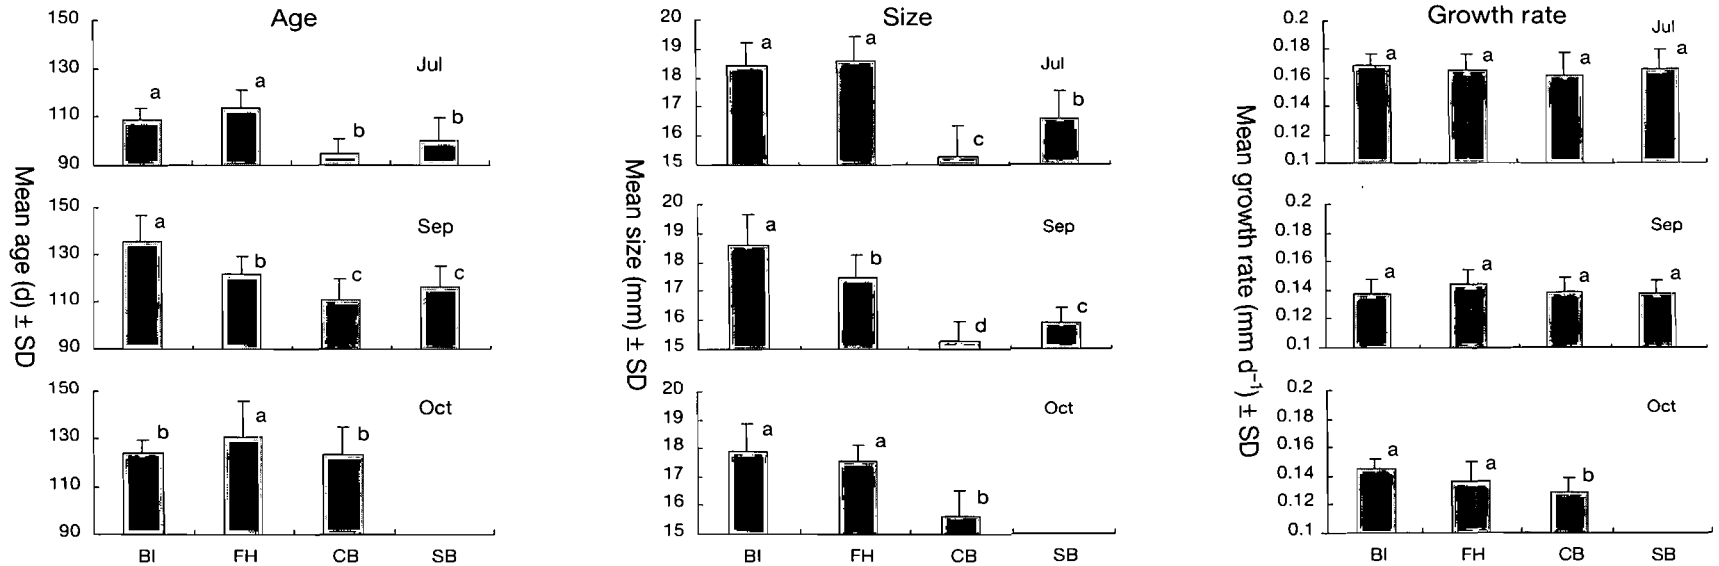 Age
Mean age (d) ± SD
150
130
110
90
a
a
b
b
Jul
150
130
110
90
a
b
c
c
Sep
150
130
110
90
b
a
b
Oct
BI FH CB SB
Size
Mean size (mm) ± SD
20
19
18
17
16
15
a
a
c
b
Jul
20
19
18
17
16
15
a
b
d
c
Sep
20
19
18
17
16
15
a
a
b
Oct
BI FH CB SB
Growth rate
Mean growth rate (mm d⁻¹) ± SD
0.2
0.18
0.16
0.14
0.12
0.1
a
a
a
a
Jul
0.2
0.18
0.16
0.14
0.12
0.1
a
a
a
a
Sep
0.2
0.18
0.16
0.14
0.12
0.1
a
a
b
Oct
BI FH CB SB